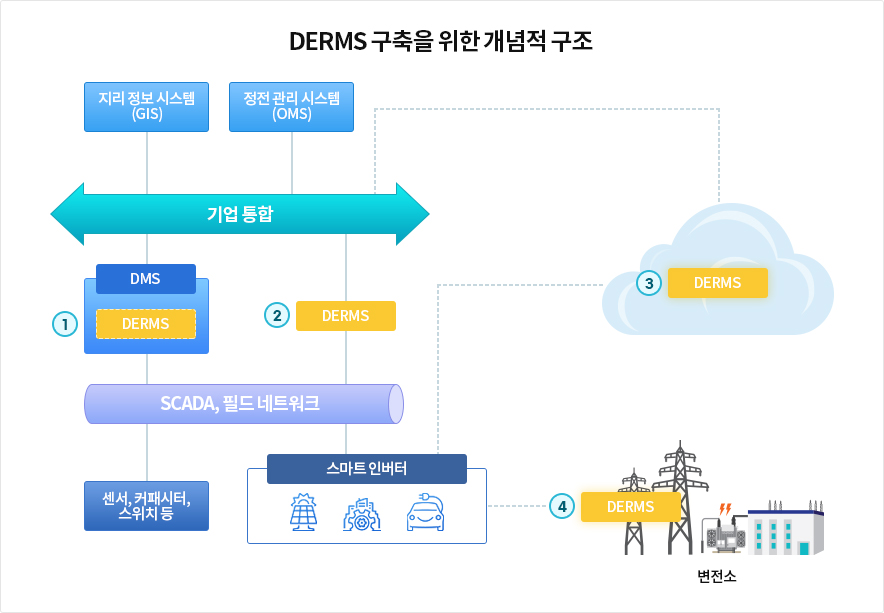 DERMS 구축을 위한 개념적 구조
지리 정보 시스템
(GIS)
정전 관리 시스템
(OMS)
기업 통합
DMS
1
DERMS
2
DERMS
3
DERMS
SCADA, 필드 네트워크
스마트 인버터
센서, 커패시터,
스위치 등
4
DERMS
변전소